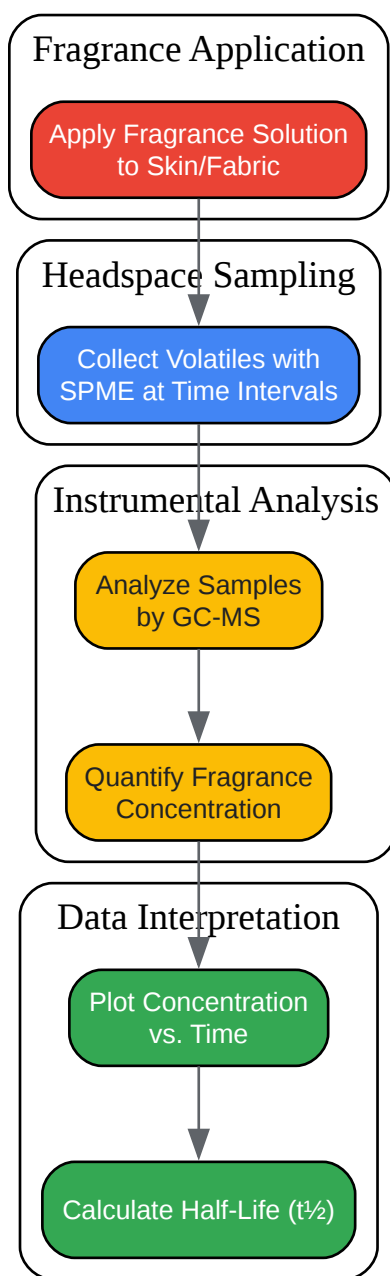 Fragrance Application
Apply Fragrance Solution
to Skin/Fabric
Headspace Sampling
Collect Volatiles with
SPME at Time Intervals
Instrumental Analysis
Analyze Samples
by GC-MS
Quantify Fragrance
Concentration
Data Interpretation
Plot Concentration
vs. Time
Calculate Half-Life (t½)